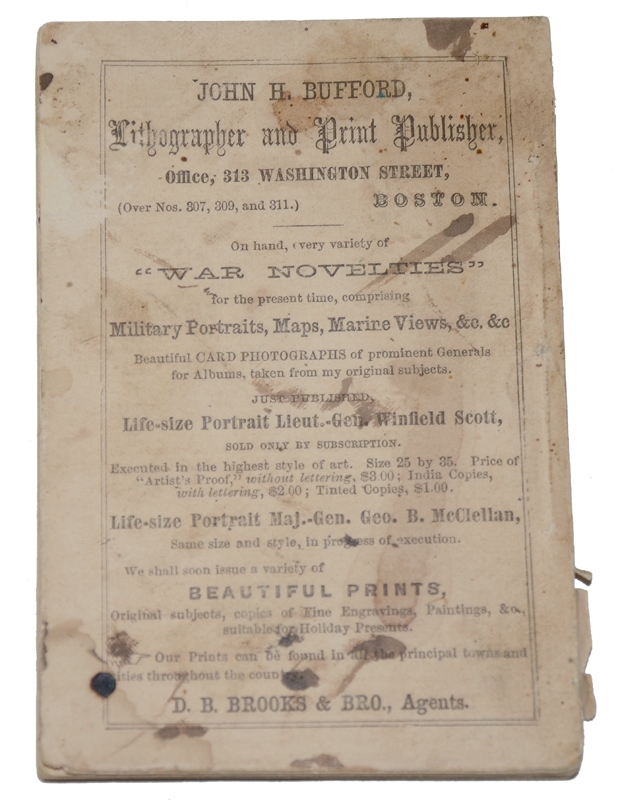 JOHN H. BUFFORD,
Lithographer and Print Publisher,
Office, 313 WASHINGTON STREET,
(Over Nos. 307, 309, and 311.) BOSTON.
On hand, every variety of
"WAR NOVELTIES"
for the present time, comprising
Military Portraits, Maps, Marine Views, &c. &c
Beautiful CARD PHOTOGRAPHS of prominent Generals
for Albums, taken from my original subjects.
JUST PUBLISHED,
Life-size Portrait Lieut.-Gen. Winfield Scott,
SOLD ONLY BY SUBSCRIPTION.
Executed in the highest style of art. Size 25 by 35. Price of
"Artist's Proof," without lettering, $3.00; India Copies,
with lettering, $2.00; Tinted Copies, $1.00.
Life-size Portrait Maj.-Gen. Geo. B. McClellan,
Same size and style, in progress of execution.
We shall soon issue a variety of
BEAUTIFUL PRINTS,
Original subjects, copies of Fine Engravings, Paintings, &c.,
suitable for Holiday Presents.
Our Prints can be found in all the principal towns and
cities throughout the country.
D. B. BROOKS & BRO., Agents.